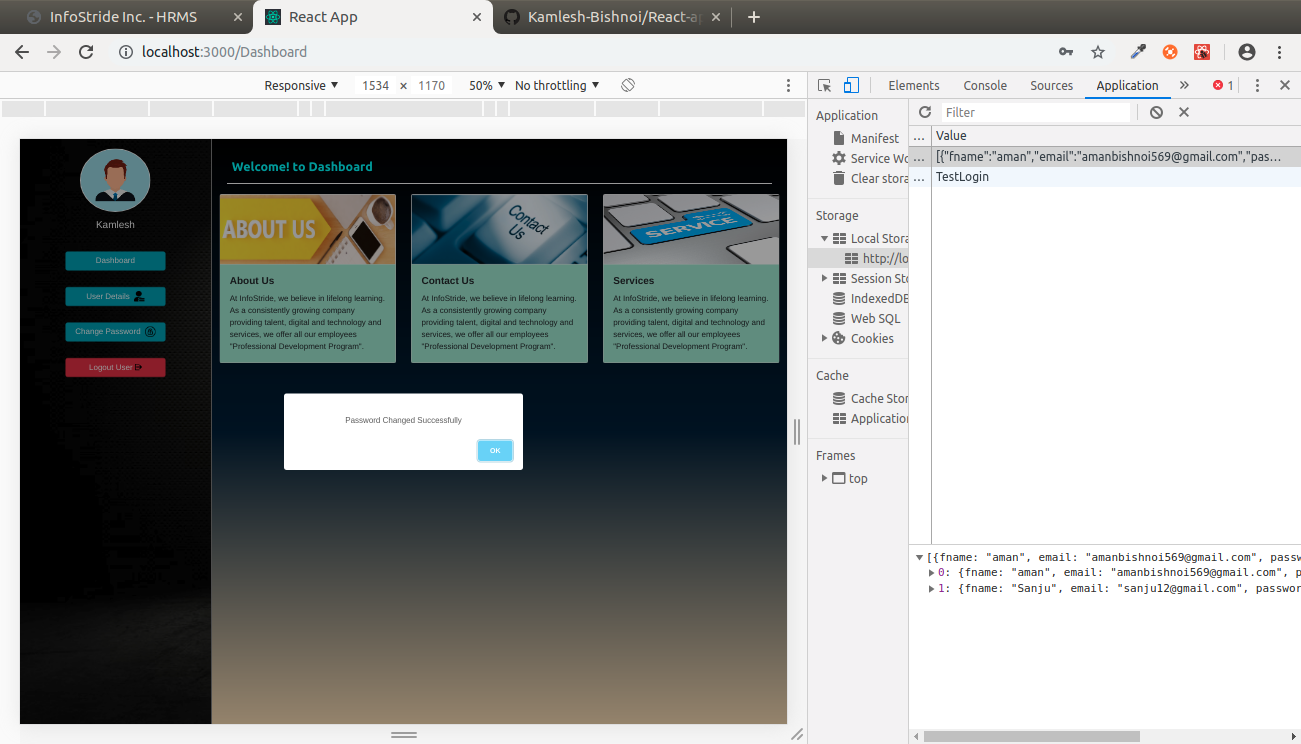 InfoStride Inc. - HRMS
React App
Kamlesh-Bishnoi/React-ap
localhost:3000/Dashboard
Responsive
1534 × 1170
50%
No throttling
Elements
Console
Sources
Application
»
1
Kamlesh
Dashboard
User Details
Change Password
Logout User
Welcome! to Dashboard
ABOUT US
About Us
At InfoStride, we believe in lifelong learning.
As a consistently growing company
providing talent, digital and technology and
services, we offer all our employees
"Professional Development Program".
Contact
Us
Contact Us
At InfoStride, we believe in lifelong learning.
As a consistently growing company
providing talent, digital and technology and
services, we offer all our employees
"Professional Development Program".
SERVICE
Services
At InfoStride, we believe in lifelong learning.
As a consistently growing company
providing talent, digital and technology and
services, we offer all our employees
"Professional Development Program".
Password Changed Successfully
OK
Application
Manifest
Service Wo
Clear stora
Storage
Local Stora
http://lo
Session Sto
IndexedDB
Web SQL
Cookies
Cache
Cache Stor
Application
Frames
top
Filter
... Value
... [{"fname":"aman","email":"amanbishnoi569@gmail.com","pas...
... TestLogin
[{fname: "aman", email: "amanbishnoi569@gmail.com", passw
0: {fname: "aman", email: "amanbishnoi569@gmail.com", p
1: {fname: "Sanju", email: "sanju12@gmail.com", passwor